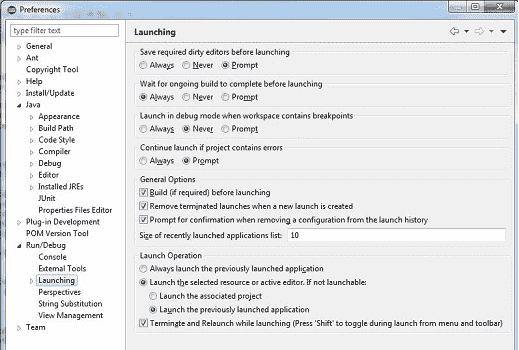 Preferences
type filter text
General
Ant
Copyright Tool
Help
Install/Update
Java
Appearance
Build Path
Code Style
Compiler
Debug
Editor
Installed JREs
JUnit
Properties Files Editor
Plug-in Development
POM Version Tool
Run/Debug
Console
External Tools
Launching
Perspectives
String Substitution
View Management
Team
Launching
Save required dirty editors before launching
Always Never Prompt
Wait for ongoing build to complete before launching
Always Never Prompt
Launch in debug mode when workspace contains breakpoints
Always Never Prompt
Continue launch if project contains errors
Always Prompt
General Options
Build (if required) before launching
Remove terminated launches when a new launch is created
Prompt for confirmation when removing a configuration from the launch history
Size of recently launched applications list: 10
Launch Operation
Always launch the previously launched application
Launch the selected resource or active editor. If not launchable:
Launch the associated project
Launch the previously launched application
Terminate and Relaunch while launching (Press 'Shift' to toggle during launch from menu and toolbar)